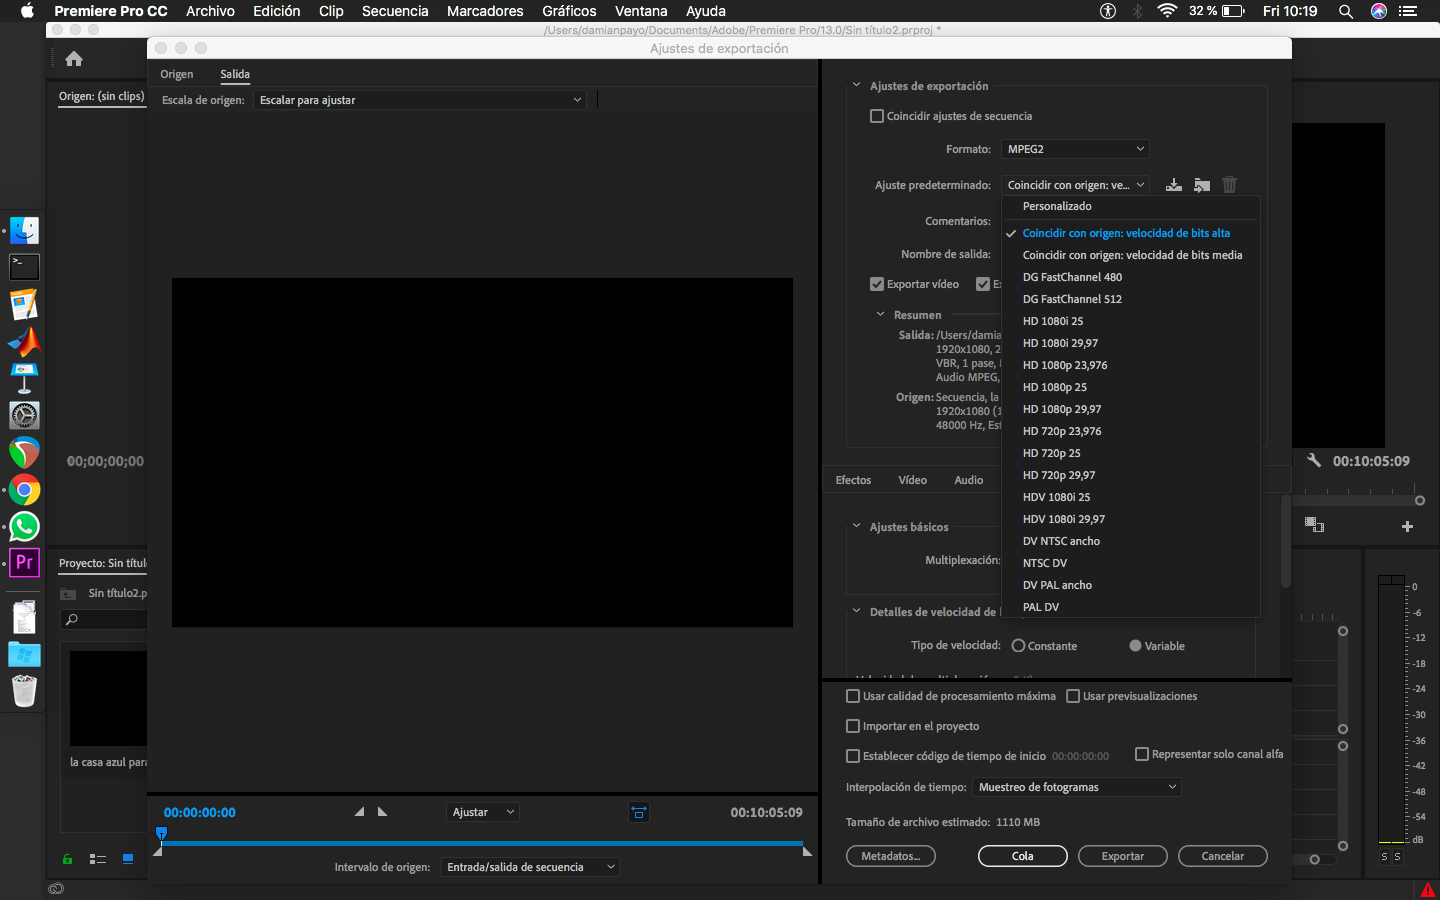 Premiere Pro CC Archivo Edición Clip Secuencia Marcadores Gráficos Ventana Ayuda 32 % Fri 10:19
/Users/damianpayo/Documents/Adobe/Premiere Pro/13.0/Sin título2.prproj *
Ajustes de exportación
Origen: (sin clips)
Origen Salida
Escala de origen: Escalar para ajustar
Ajustes de exportación
Coincidir ajustes de secuencia
Formato: MPEG2
Ajuste predeterminado: Coincidir con origen: ve...
Personalizado
Comentarios:
Coincidir con origen: velocidad de bits alta
Nombre de salida:
Coincidir con origen: velocidad de bits media
Exportar vídeo
DG FastChannel 480
DG FastChannel 512
Resumen
HD 1080i 25
Salida: /Users/damia
HD 1080i 29,97
1920x1080, 2
VBR, 1 pase,
HD 1080p 23,976
Audio MPEG,
HD 1080p 25
Origen: Secuencia, la
HD 1080p 29,97
1920x1080 (1
48000 Hz, Est
HD 720p 23,976
HD 720p 25
HD 720p 29,97
HDV 1080i 25
HDV 1080i 29,97
DV NTSC ancho
NTSC DV
DV PAL ancho
PAL DV
00;00;00;00
00:10:05:09
Efectos Vídeo Audio
Ajustes básicos
Multiplexación:
Detalles de velocidad de
Tipo de velocidad: Constante Variable
Proyecto: Sin títul
Sin título2.p
la casa azul para
Usar calidad de procesamiento máxima Usar previsualizaciones
Importar en el proyecto
Establecer código de tiempo de inicio 00:00:00:00 Representar solo canal alfa
Interpolación de tiempo: Muestreo de fotogramas
Tamaño de archivo estimado: 1110 MB
Metadatos... Cola Exportar Cancelar
00:00:00:00 Ajustar 00:10:05:09
Intervalo de origen: Entrada/salida de secuencia
0
-6
-12
-18
-24
-30
-36
-42
-48
-54
dB
S S
Pr